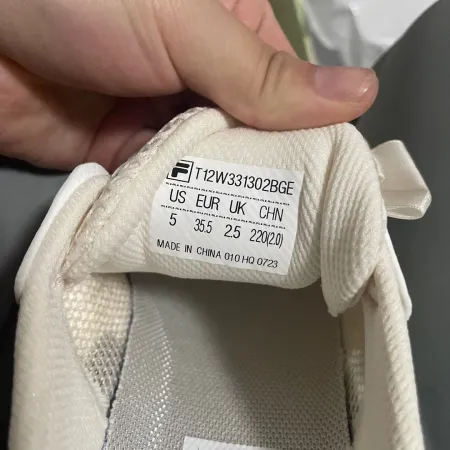 F T12W331302BGE
US EUR UK CHN
5 35.5 2.5 220(2.0)
MADE IN CHINA 010 HQ 0723